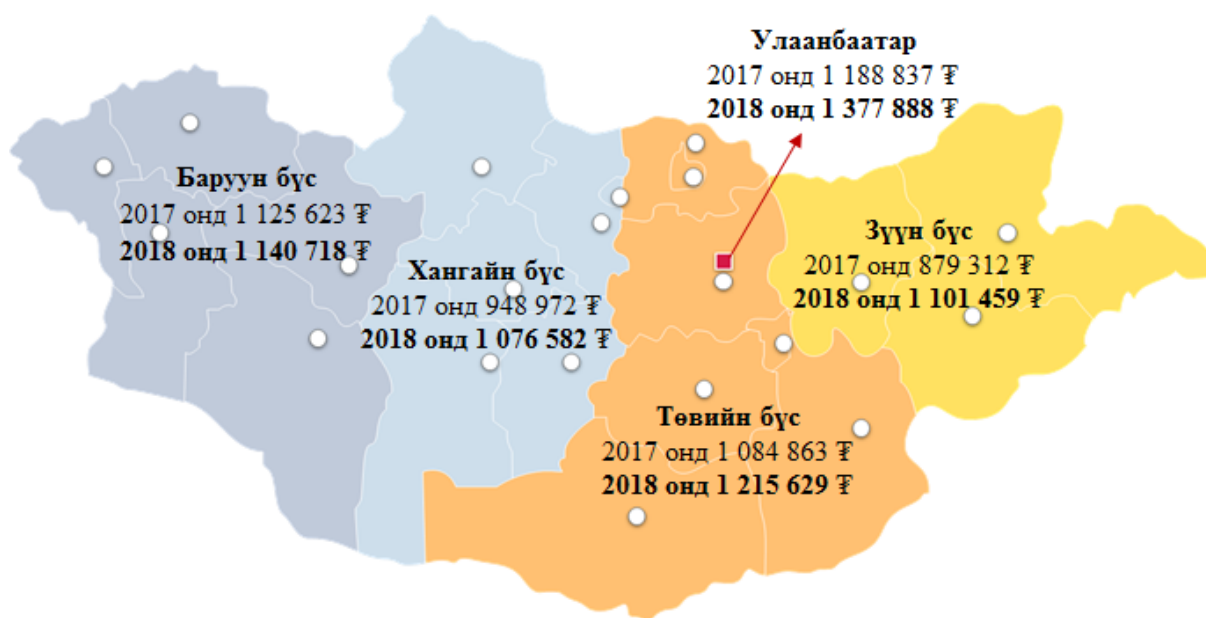 Улаанбаатар
2017 онд 1 188 837 ₮
2018 онд 1 377 888 ₮
Баруун бүс
2017 онд 1 125 623 ₮
2018 онд 1 140 718 ₮
Хангайн бүс
2017 онд 948 972 ₮
2018 онд 1 076 582 ₮
Зүүн бүс
2017 онд 879 312 ₮
2018 онд 1 101 459 ₮
Төвийн бүс
2017 онд 1 084 863 ₮
2018 онд 1 215 629 ₮